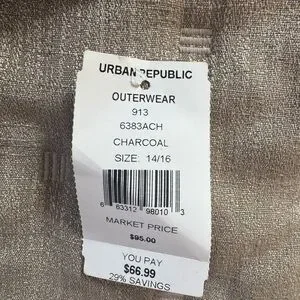 URBAN REPUBLIC
OUTERWEAR
913
6383ACH
CHARCOAL
SIZE: 14/16
6 83312 98010 3
MARKET PRICE
$95.00
YOU PAY
$66.99
29% SAVINGS